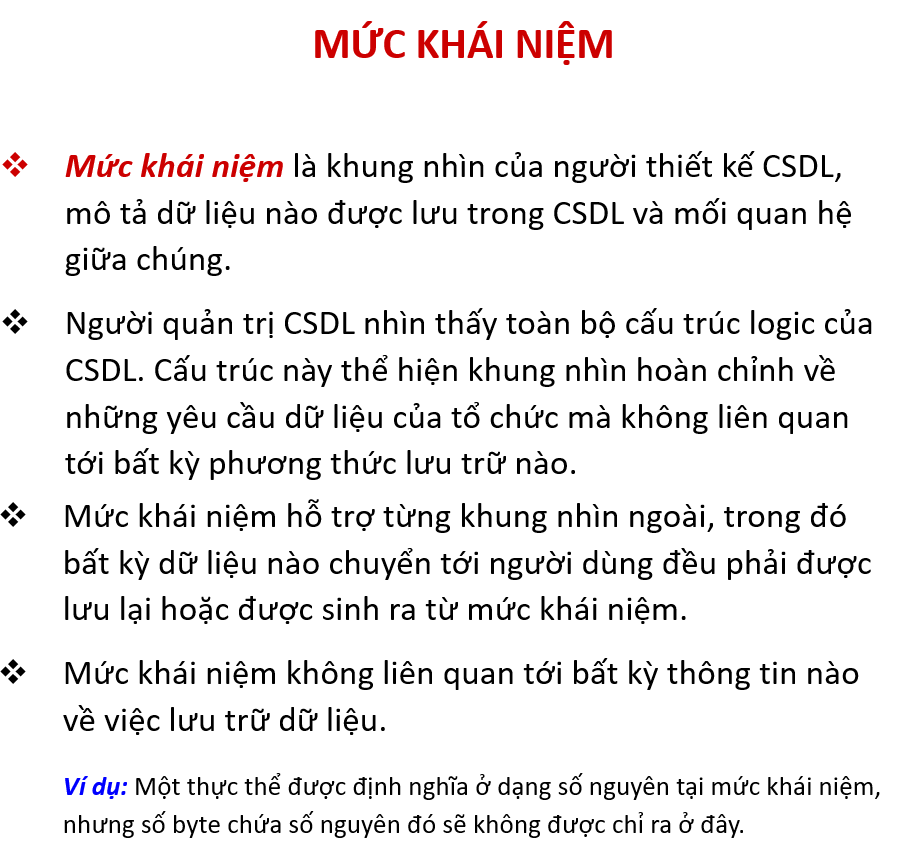 MỨC KHÁI NIỆM
❖ Mức khái niệm là khung nhìn của người thiết kế CSDL,
mô tả dữ liệu nào được lưu trong CSDL và mối quan hệ
giữa chúng.
❖ Người quản trị CSDL nhìn thấy toàn bộ cấu trúc logic của
CSDL. Cấu trúc này thể hiện khung nhìn hoàn chỉnh về
những yêu cầu dữ liệu của tổ chức mà không liên quan
tới bất kỳ phương thức lưu trữ nào.
❖ Mức khái niệm hỗ trợ từng khung nhìn ngoài, trong đó
bất kỳ dữ liệu nào chuyển tới người dùng đều phải được
lưu lại hoặc được sinh ra từ mức khái niệm.
❖ Mức khái niệm không liên quan tới bất kỳ thông tin nào
về việc lưu trữ dữ liệu.
Ví dụ: Một thực thể được định nghĩa ở dạng số nguyên tại mức khái niệm,
nhưng số byte chứa số nguyên đó sẽ không được chỉ ra ở đây.